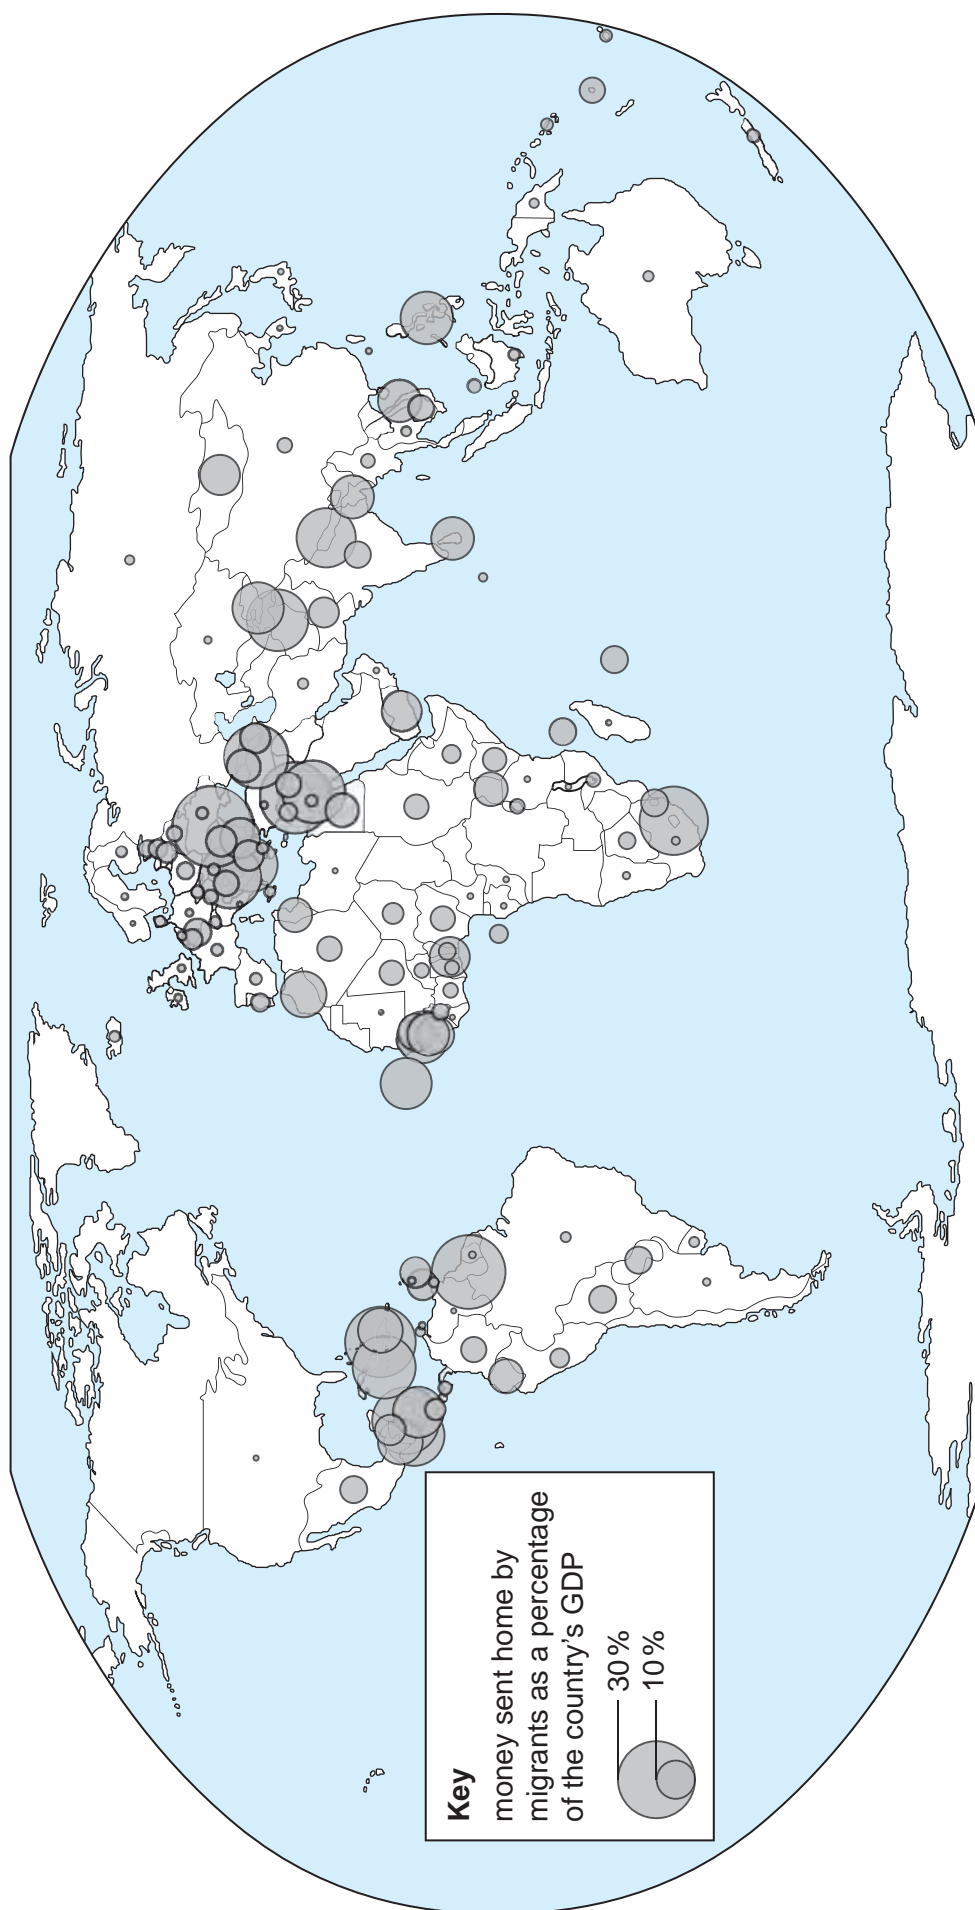 Key
money sent home by
migrants as a percentage
of the country's GDP
30%
10%